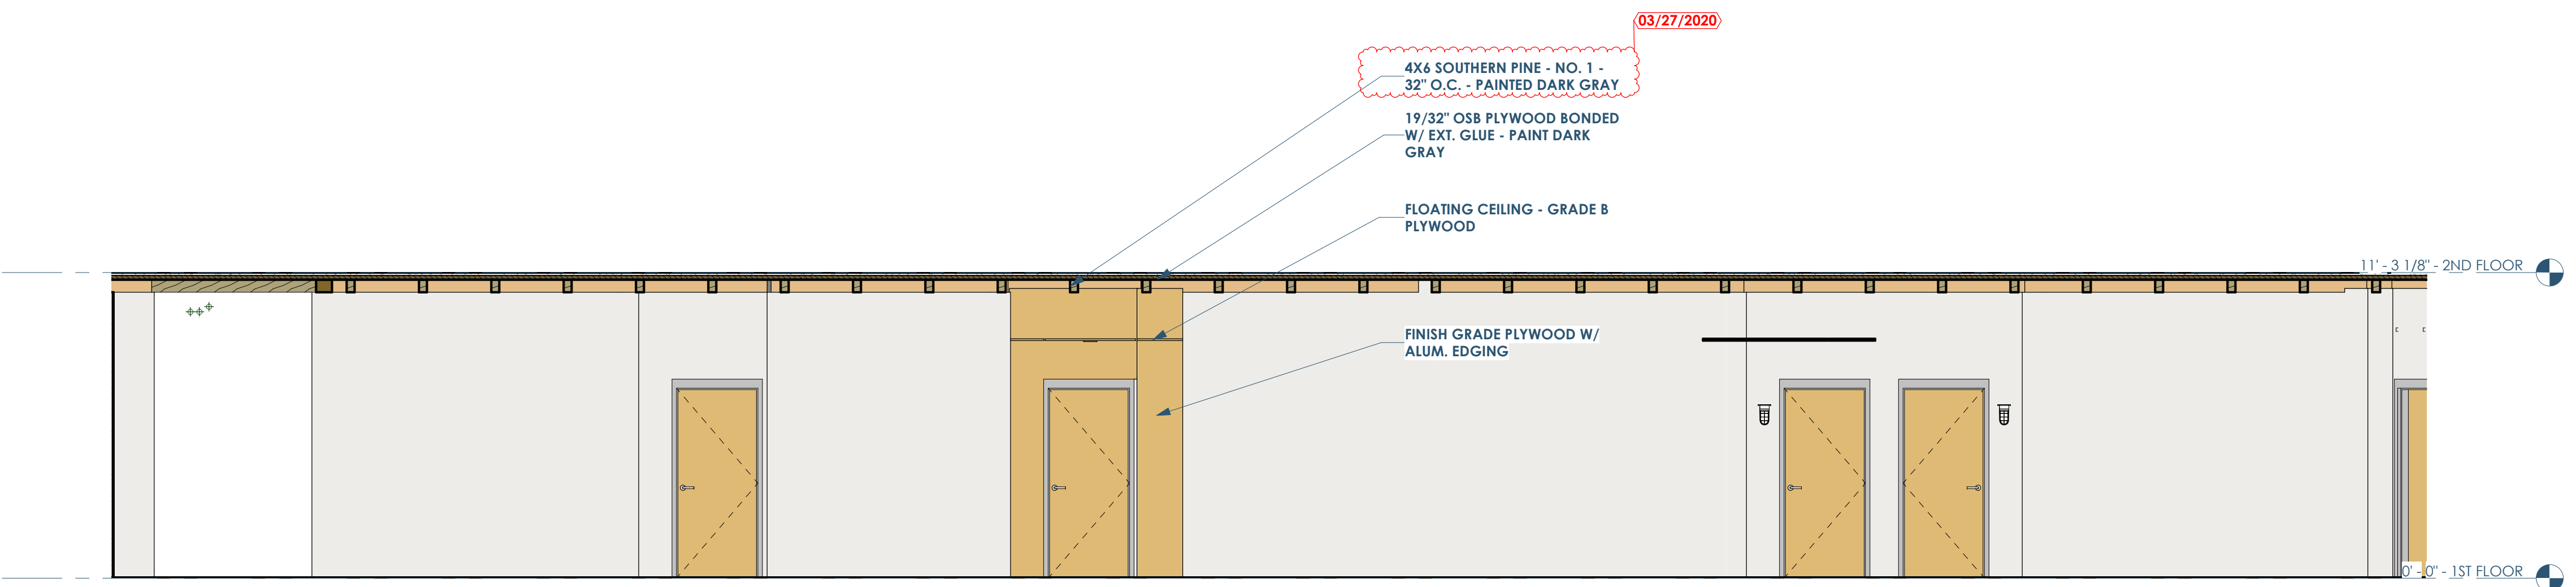 03/27/2020
4X6 SOUTHERN PINE - NO. 1 -
32" O.C. - PAINTED DARK GRAY
19/32" OSB PLYWOOD BONDED
W/ EXT. GLUE - PAINT DARK
GRAY
FLOATING CEILING - GRADE B
PLYWOOD
11' - 3 1/8" - 2ND FLOOR
FINISH GRADE PLYWOOD W/
ALUM. EDGING
0' - 0" - 1ST FLOOR